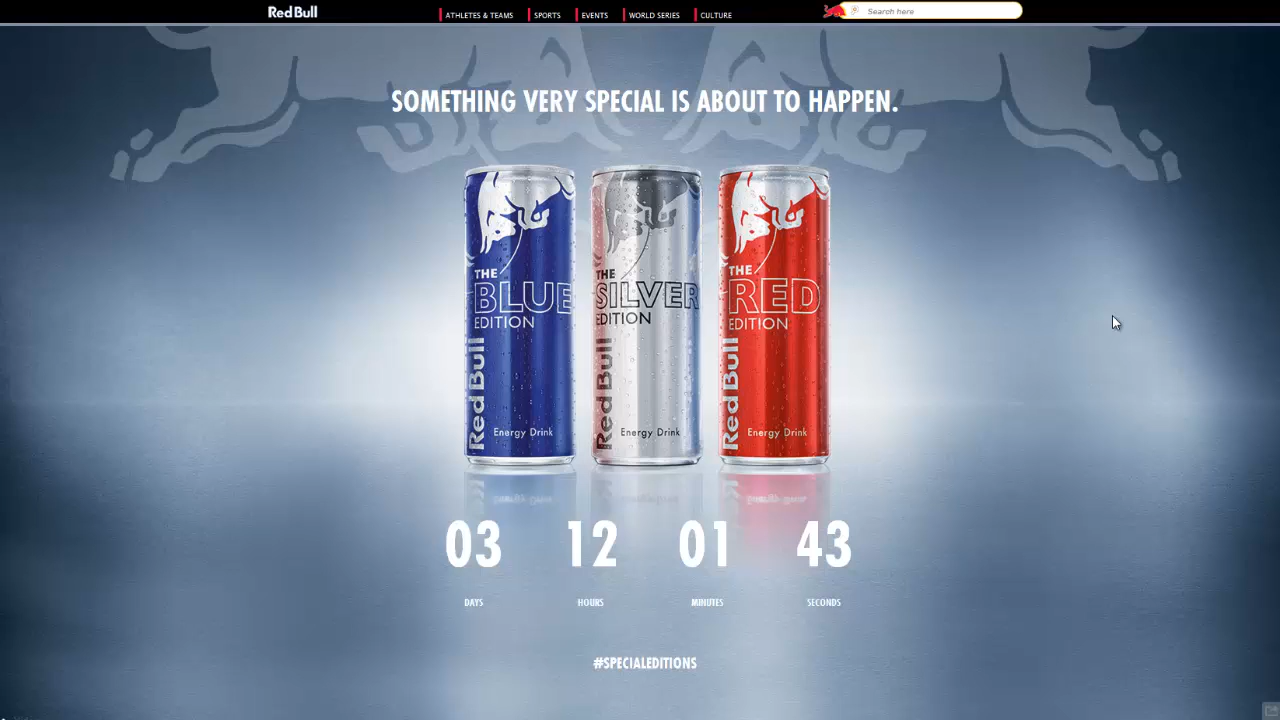 Red Bull
ATHLETES & TEAMS
SPORTS
EVENTS
WORLD SERIES
CULTURE
Search here
SOMETHING VERY SPECIAL IS ABOUT TO HAPPEN.
THE
BLUE
EDITION
Red Bull
Energy Drink
THE
SILVER
EDITION
Red Bull
Energy Drink
THE
RED
EDITION
Red Bull
Energy Drink
03 12 01 43
DAYS HOURS MINUTES SECONDS
#SPECIALEDITIONS